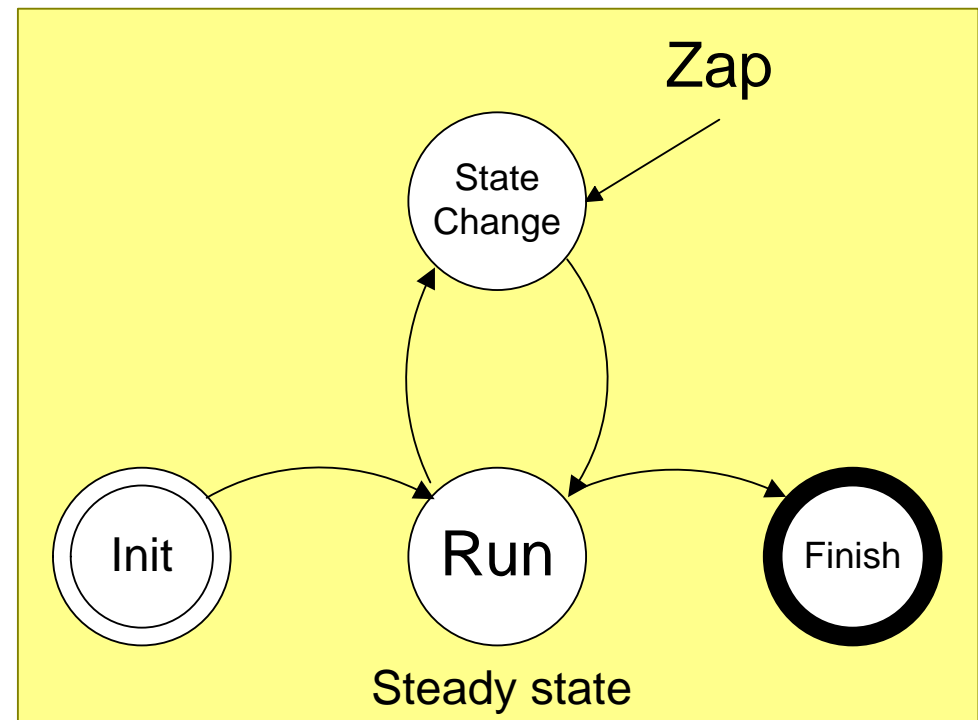 Zap
State
Change
Init
Run
Finish
Steady state